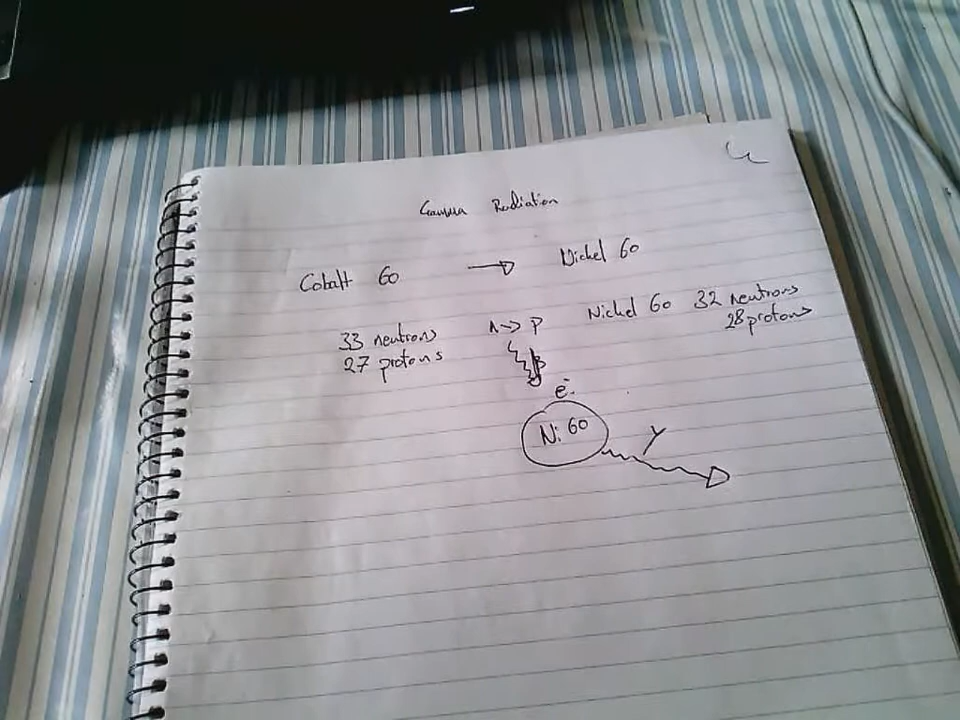 Gamma Radiation
Cobalt 60 → Nickel 60
33 neutrons n → p Nickel 60 32 neutrons
27 protons 28 protons
e⁻
Ni 60
γ